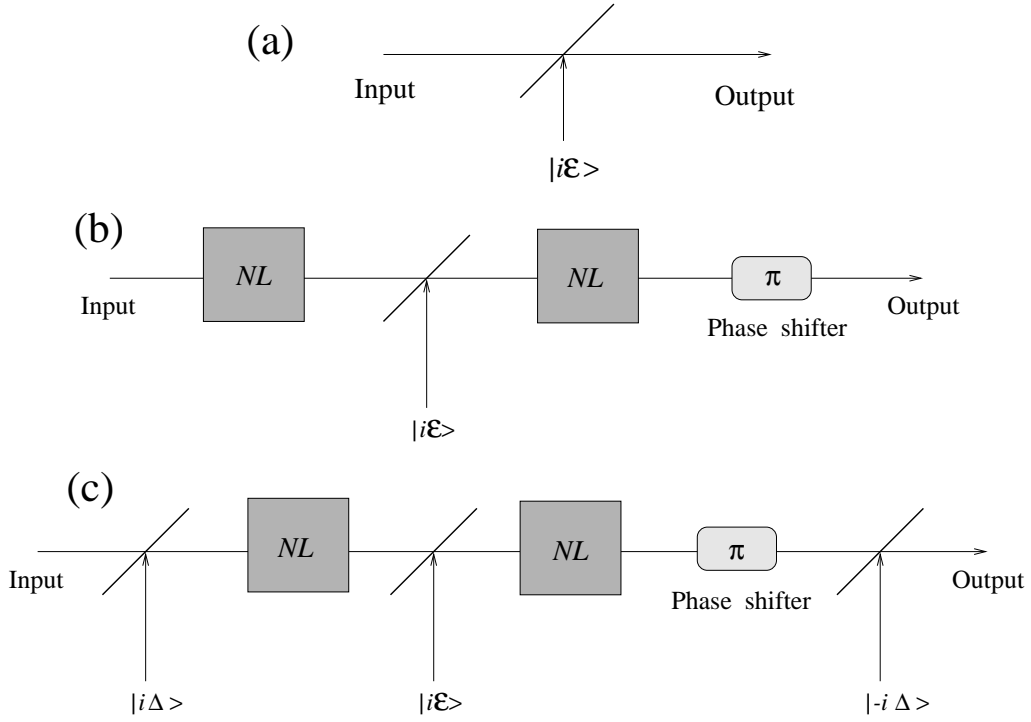 (a)
Input
Output
|iε>
(b)
NL
NL
π
Input
Output
Phase shifter
|iε>
(c)
NL
NL
π
Input
Output
Phase shifter
|iΔ>
|iε>
|-iΔ>